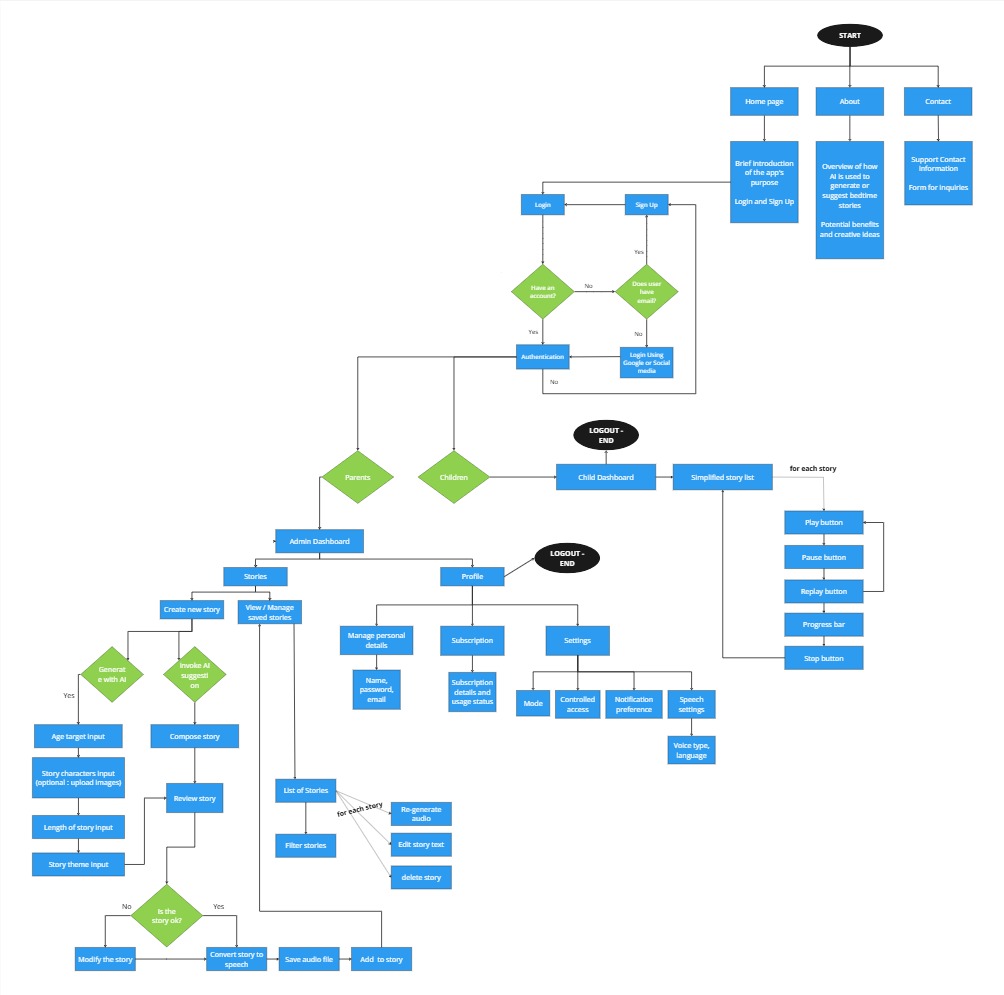 START
Home page
About
Contact
Brief introduction
of the app's
purpose
Login and Sign Up
Overview of how
AI is used to
generate or
suggest bedtime
stories
Potential benefits
and creative ideas
Support Contact
Information
Form for inquiries
Login
Sign Up
Yes
Have an
account?
No
Does user
have
email?
Yes
No
Authentication
Login Using
Google or Social
media
No
LOGOUT -
END
Parents
Children
Child Dashboard
Simplified story list
for each story
Play button
Pause button
Replay button
Progress bar
Stop button
Admin Dashboard
LOGOUT -
END
Stories
Profile
Create new story
View / Manage
saved stories
Manage personal
details
Subscription
Settings
Name,
password,
email
Subscription
details and
usage status
Mode
Controlled
access
Notification
preference
Speech
settings
Voice type,
language
Generat
e with AI
Invoke AI
suggesti
on
Yes
Age target input
Compose story
Story characters input
(optional : upload images)
Review story
Length of story input
Story theme input
List of Stories
for each story
Re-generate
audio
Filter stories
Edit story text
delete story
No
Is the
story ok?
Yes
Modify the story
Convert story to
speech
Save audio file
Add to story